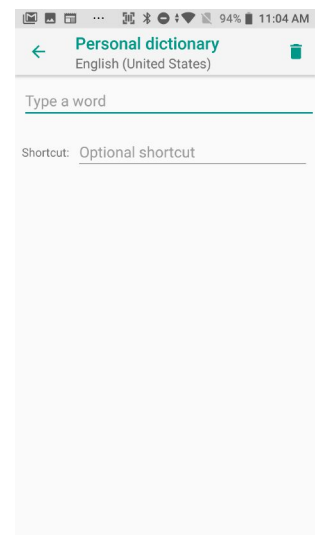 94% 11:04 AM
Personal dictionary
English (United States)
Type a word
Shortcut: Optional shortcut